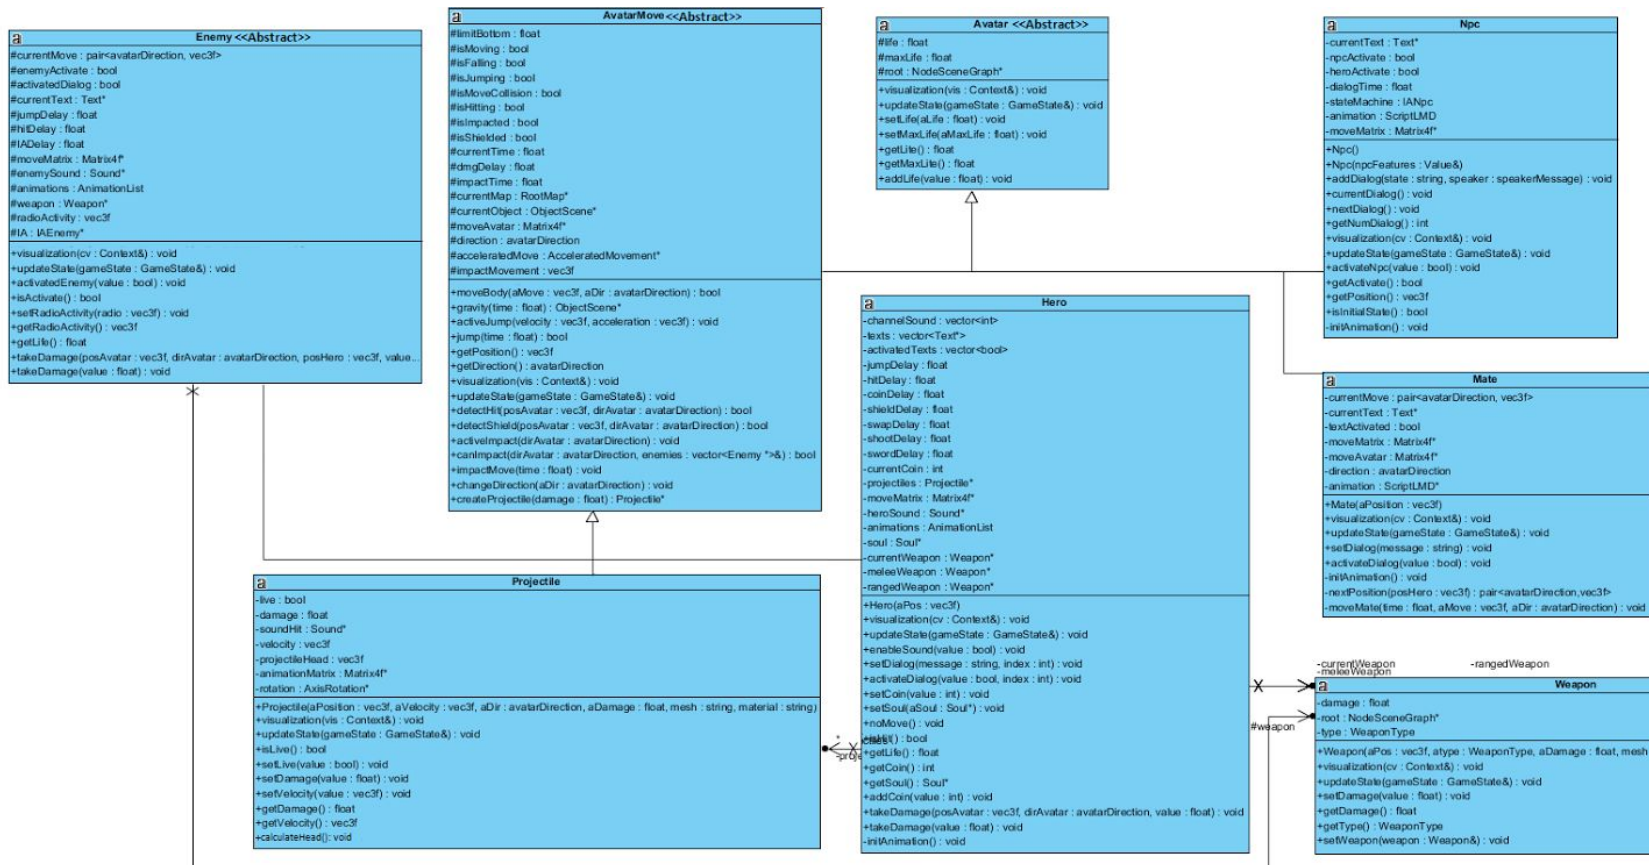 Enemy <<Abstract>>
#currentMove : pair<avatarDirection, vec3f>
#enemyActivate : bool
#activatedDialog : bool
#currentText : Text*
#jumpDelay : float
#hitDelay : float
#IADelay : float
#moveMatrix : Matrix4f*
#enemySound : Sound*
#animations : AnimationList
#weapon : Weapon*
#radioActivity : vec3f
#IA : IAEnemy*
+visualization(cv : Context&) : void
+updateState(gameState : GameState&) : void
+activatedEnemy(value : bool) : void
+isActivate() : bool
+setRadioActivity(radio : vec3f) : void
+getRadioActivity() : vec3f
+getLife() : float
+takeDamage(posAvatar : vec3f, dirAvatar : avatarDirection, posHero : vec3f, value...
+takeDamage(value : float) : void
AvatarMove<<Abstract>>
#limitBottom : float
#isMoving : bool
#isFalling : bool
#isJumping : bool
#isMoveCollision : bool
#isHitting : bool
#isImpacted : bool
#isShielded : bool
#currentTime : float
#dmgDelay : float
#impactTime : float
#currentMap : RootMap*
#currentObject : ObjectScene*
#moveAvatar : Matrix4f*
#direction : avatarDirection
#acceleratedMove : AcceleratedMovement*
#impactMovement : vec3f
+moveBody(aMove : vec3f, aDir : avatarDirection) : bool
+gravity(time : float) : ObjectScene*
+activeJump(velocity : vec3f, acceleration : vec3f) : void
+jump(time : float) : bool
+getPosition() : vec3f
+getDirection() : avatarDirection
+visualization(vis : Context&) : void
+updateState(gameState : GameState&) : void
+detectHit(posAvatar : vec3f, dirAvatar : avatarDirection) : bool
+detectShield(posAvatar : vec3f, dirAvatar : avatarDirection) : bool
+activeImpact(dirAvatar : avatarDirection) : void
+canImpact(dirAvatar : avatarDirection, enemies : vector<Enemy *>&) : bool
+impactMove(time : float) : void
+changeDirection(aDir : avatarDirection) : void
+createProjectile(damage : float) : Projectile*
Avatar <<Abstract>>
#life : float
#maxLife : float
#root : NodeSceneGraph*
+visualization(vis : Context&) : void
+updateState(gameState : GameState&) : void
+setLife(aLife : float) : void
+setMaxLife(aMaxLife : float) : void
+getLife() : float
+getMaxLife() : float
+addLife(value : float) : void
Npc
-currentText : Text*
-npcActivate : bool
-heroActivate : bool
-dialogTime : float
-stateMachine : IANpc
-animation : ScriptLMD
-moveMatrix : Matrix4f*
+Npc()
+Npc(npcFeatures : Value&)
+addDialog(state : string, speaker : speakerMessage) : void
+currentDialog() : void
+nextDialog() : void
+getNumDialog() : int
+visualization(cv : Context&) : void
+updateState(gameState : GameState&) : void
+activateNpc(value : bool) : void
+getActivate() : bool
+getPosition() : vec3f
+isInitialState() : bool
-initAnimation() : void
Hero
-channelSound : vector<int>
-texts : vector<Text*>
-activatedTexts : vector<bool>
-jumpDelay : float
-hitDelay : float
-coinDelay : float
-shieldDelay : float
-swapDelay : float
-shootDelay : float
-swordDelay : float
-currentCoin : int
-projectiles : Projectile*
-moveMatrix : Matrix4f*
-heroSound : Sound*
-animations : AnimationList
-soul : Soul*
-currentWeapon : Weapon*
-meleeWeapon : Weapon*
-rangedWeapon : Weapon*
+Hero(aPos : vec3f)
+visualization(cv : Context&) : void
+updateState(gameState : GameState&) : void
+enableSound(value : bool) : void
+setDialog(message : string, index : int) : void
+activateDialog(value : bool, index : int) : void
+setCoin(value : int) : void
+setSoul(aSoul : Soul*) : void
+noMove() : void
+isHit() : bool
+getLife() : float
+getCoin() : int
+getSoul() : Soul*
+addCoin(value : int) : void
+takeDamage(posAvatar : vec3f, dirAvatar : avatarDirection, value : float) : void
+takeDamage(value : float) : void
-initAnimation() : void
Mate
-currentMove : pair<avatarDirection, vec3f>
-currentText : Text*
-textActivated : bool
-moveMatrix : Matrix4f*
-moveAvatar : Matrix4f*
-direction : avatarDirection
-animation : ScriptLMD*
+Mate(aPosition : vec3f)
+visualization(cv : Context&) : void
+updateState(gameState : GameState&) : void
+setDialog(message : string) : void
+activateDialog(value : bool) : void
-initAnimation() : void
-nextPosition(posHero : vec3f) : pair<avatarDirection,vec3f>
-moveMate(time : float, aMove : vec3f, aDir : avatarDirection) : void
Projectile
-live : bool
-damage : float
-soundHit : Sound*
-velocity : vec3f
-projectileHead : vec3f
-animationMatrix : Matrix4f*
-rotation : AxisRotation*
+Projectile(aPosition : vec3f, aVelocity : vec3f, aDir : avatarDirection, aDamage : float, mesh : string, material : string)
+visualization(vis : Context&) : void
+updateState(gameState : GameState&) : void
+isLive() : bool
+setLive(value : bool) : void
+setDamage(value : float) : void
+setVelocity(value : vec3f) : void
+getDamage() : float
+getVelocity() : vec3f
+calculateHead(): void
*
-currentWeapon
-rangedWeapon
-meleeWeapon
#weapon
Weapon
-damage : float
-root : NodeSceneGraph*
-type : WeaponType
+Weapon(aPos : vec3f, atype : WeaponType, aDamage : float, mesh
+visualization(cv : Context&) : void
+updateState(gameState : GameState&) : void
+setDamage(value : float) : void
+getDamage() : float
+getType() : WeaponType
+setWeapon(weapon : Weapon&) : void